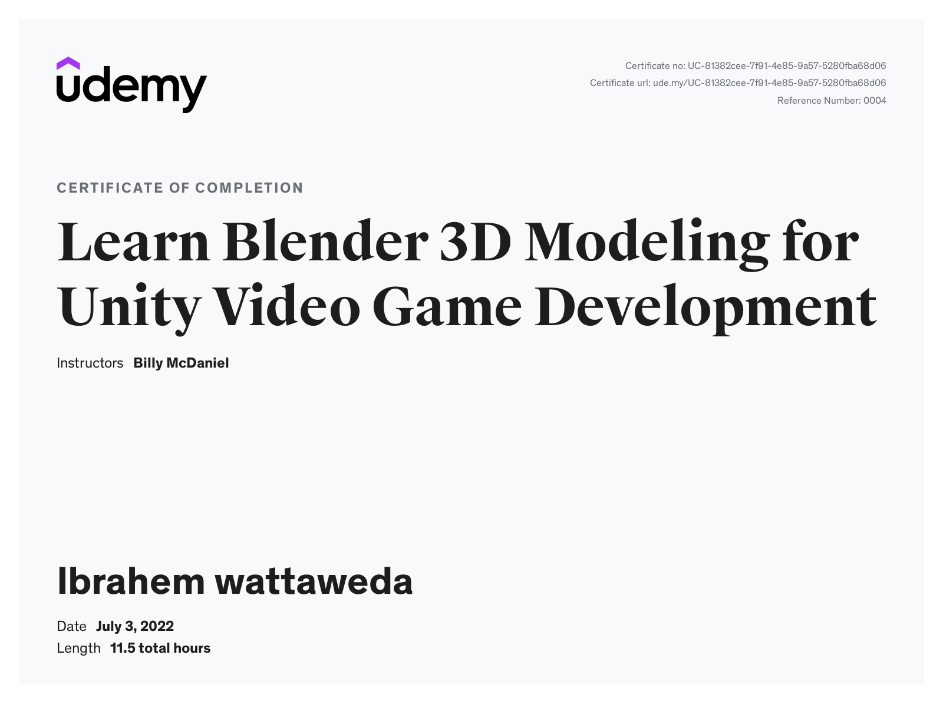 udemy
Certificate no: UC-81382cee-7f91-4e85-9a57-5280fba68d06
Certificate url: ude.my/UC-81382cee-7f91-4e85-9a57-5280fba68d06
Reference Number: 0004
CERTIFICATE OF COMPLETION
Learn Blender 3D Modeling for
Unity Video Game Development
Instructors Billy McDaniel
Ibrahem wattaweda
Date July 3, 2022
Length 11.5 total hours